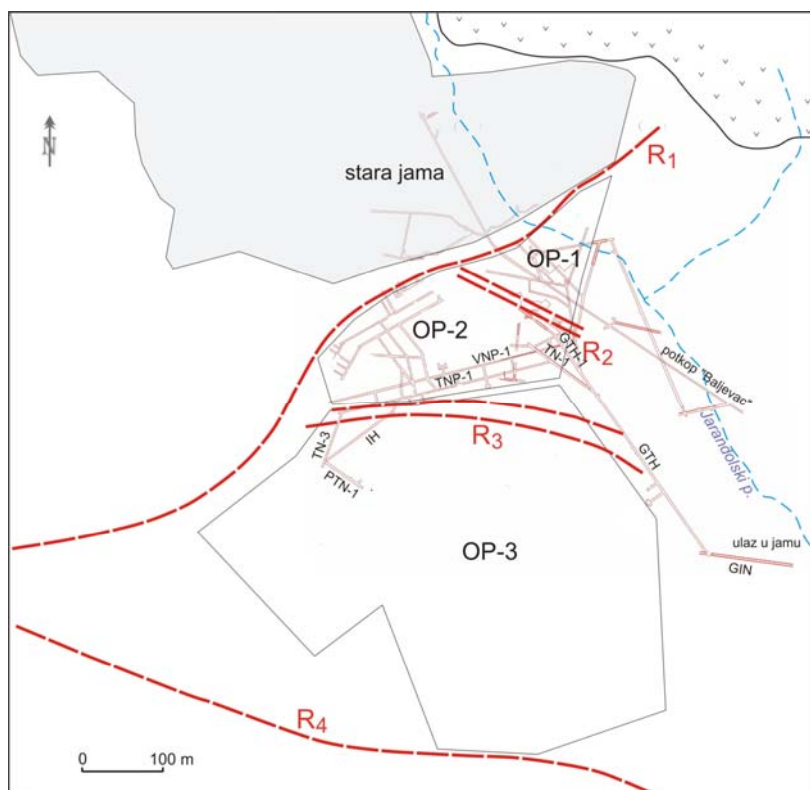 N
stara jama
R1
OP-1
OP-2
R2
GTH-1
TN-1
VNP-1
TNP-1
potkop "Baljevac"
Jarandolski p.
TN-3
IH
R3
PTN-1
GTH
OP-3
ulaz u jamu
GIN
R4
0 100 m